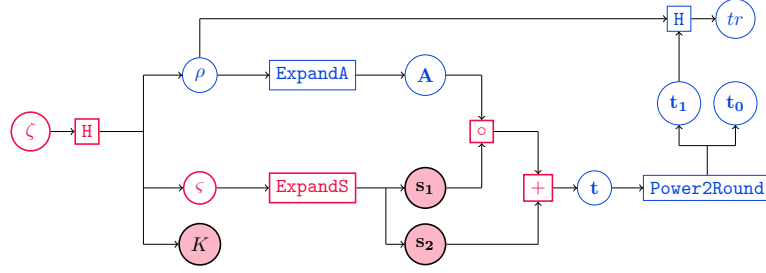 H
tr
ρ
ExpandA
A
t₁
t₀
ζ
H
∘
ς
ExpandS
s₁
+
t
Power2Round
K
s₂